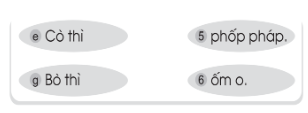 e Cò thì 5 phốp pháp.
g Bò thì 6 ốm o.